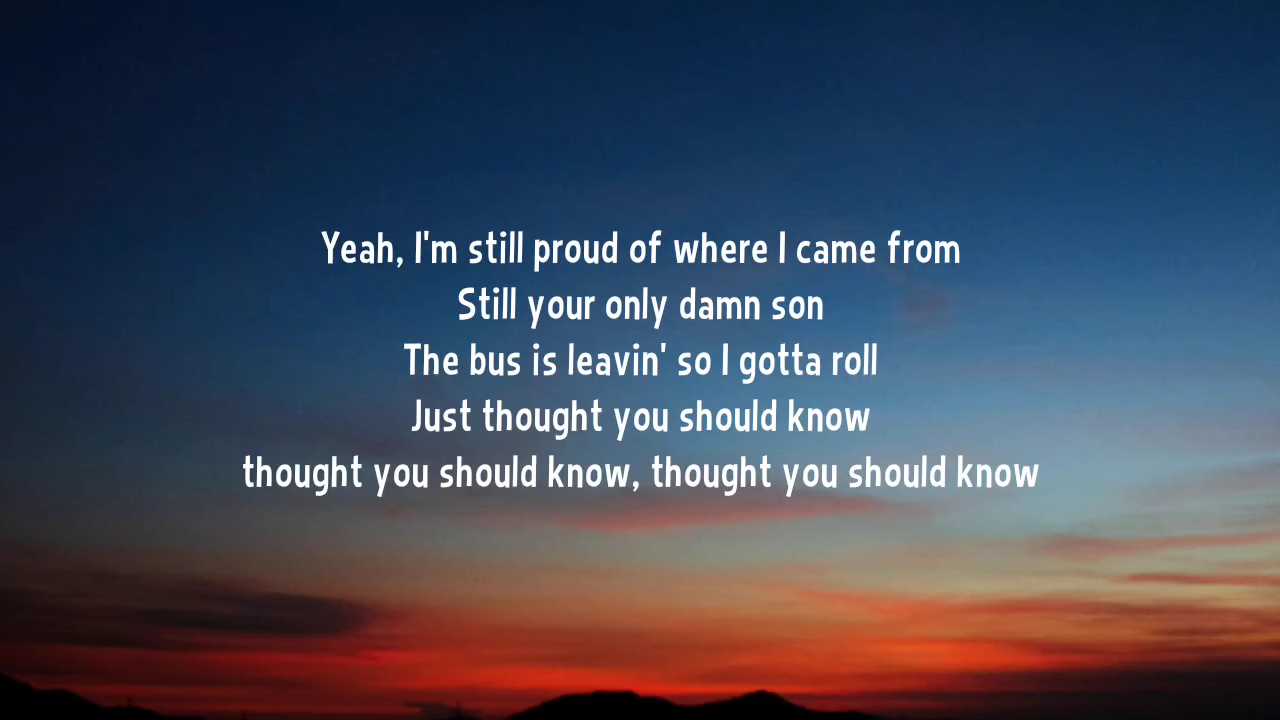 Yeah, I'm still proud of where I came from
Still your only damn son
The bus is leavin' so I gotta roll
Just thought you should know
thought you should know, thought you should know